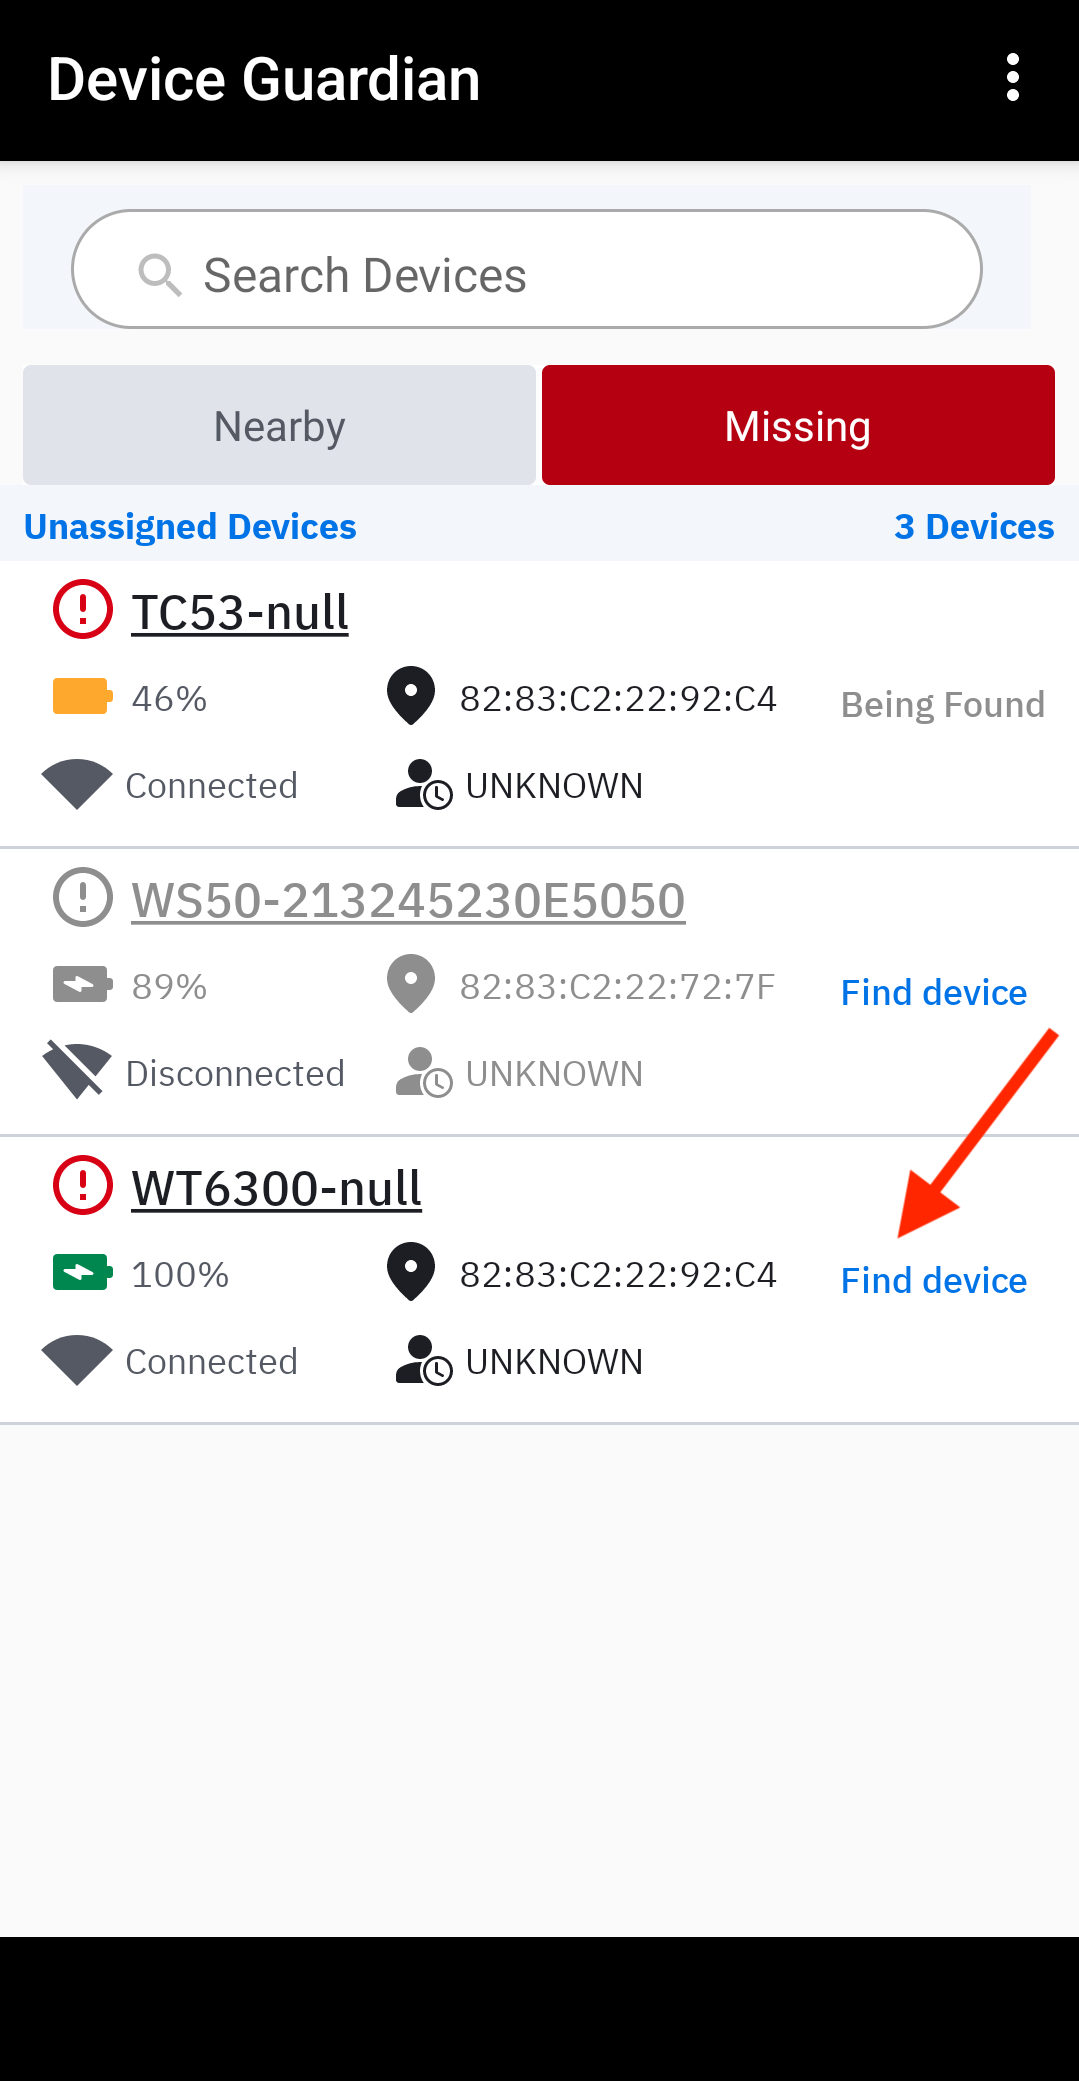 Device Guardian
Search Devices
Nearby Missing
Unassigned Devices 3 Devices
TC53-null
46% 82:83:C2:22:92:C4 Being Found
Connected UNKNOWN
WS50-213245230E5050
89% 82:83:C2:22:72:7F Find device
Disconnected UNKNOWN
WT6300-null
100% 82:83:C2:22:92:C4 Find device
Connected UNKNOWN